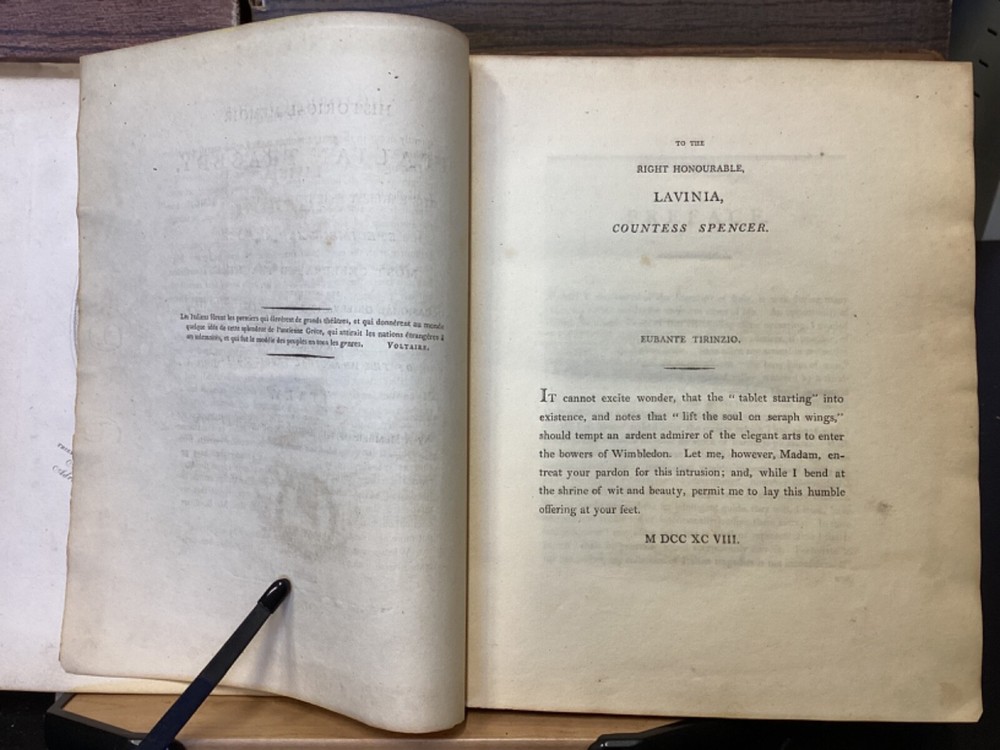 Les Italiens furent les premiers qui élevèrent de grands théâtres, et qui donnèrent au monde
quelque idée de cette splendeur de l'ancienne Grèce, qui attirait les nations étrangères à
ses solemnités, et qui fut le modèle des peuples en tous les genres. VOLTAIRE.
TO THE
RIGHT HONOURABLE,
LAVINIA,
COUNTESS SPENCER.
EUBANTE TIRINZIO.
IT cannot excite wonder, that the “ tablet starting” into
existence, and notes that “ lift the soul on seraph wings,”
should tempt an ardent admirer of the elegant arts to enter
the bowers of Wimbledon. Let me, however, Madam, en-
treat your pardon for this intrusion; and, while I bend at
the shrine of wit and beauty, permit me to lay this humble
offering at your feet.
M DCC XC VIII.